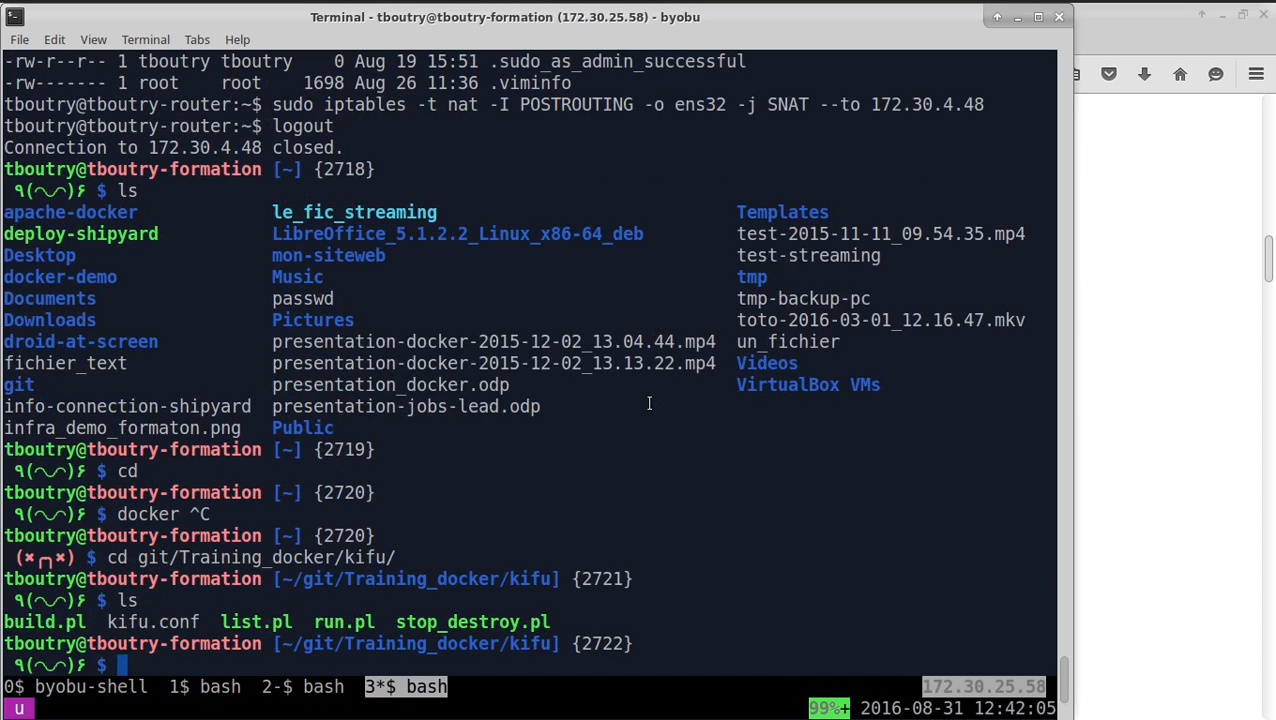 Terminal - tboutry@tboutry-formation (172.30.25.58) - byobu
File Edit View Terminal Tabs Help
-rw-r--r-- 1 tboutry tboutry 0 Aug 19 15:51 .sudo_as_admin_successful
-rw------- 1 root root 1698 Aug 26 11:36 .viminfo
tboutry@tboutry-router:~$ sudo iptables -t nat -I POSTROUTING -o ens32 -j SNAT --to 172.30.4.48
tboutry@tboutry-router:~$ logout
Connection to 172.30.4.48 closed.
tboutry@tboutry-formation [~] {2718}
٩(◡◠)۶ $ ls
apache-docker le_fic_streaming Templates
deploy-shipyard LibreOffice_5.1.2.2_Linux_x86-64_deb test-2015-11-11_09.54.35.mp4
Desktop mon-siteweb test-streaming
docker-demo Music tmp
Documents passwd tmp-backup-pc
Downloads Pictures toto-2016-03-01_12.16.47.mkv
droid-at-screen presentation-docker-2015-12-02_13.04.44.mp4 un_fichier
fichier_text presentation-docker-2015-12-02_13.13.22.mp4 Videos
git presentation_docker.odp VirtualBox VMs
info-connection-shipyard presentation-jobs-lead.odp
infra_demo_formaton.png Public
tboutry@tboutry-formation [~] {2719}
٩(◡◠)۶ $ cd
tboutry@tboutry-formation [~] {2720}
٩(◡◠)۶ $ docker ^C
tboutry@tboutry-formation [~] {2720}
(✖╭╮✖) $ cd git/Training_docker/kifu/
tboutry@tboutry-formation [~/git/Training_docker/kifu] {2721}
٩(◡◠)۶ $ ls
build.pl kifu.conf list.pl run.pl stop_destroy.pl
tboutry@tboutry-formation [~/git/Training_docker/kifu] {2722}
٩(◡◠)۶ $
0$ byobu-shell 1$ bash 2-$ bash 3*$ bash 172.30.25.58
u 99%+ 2016-08-31 12:42:05